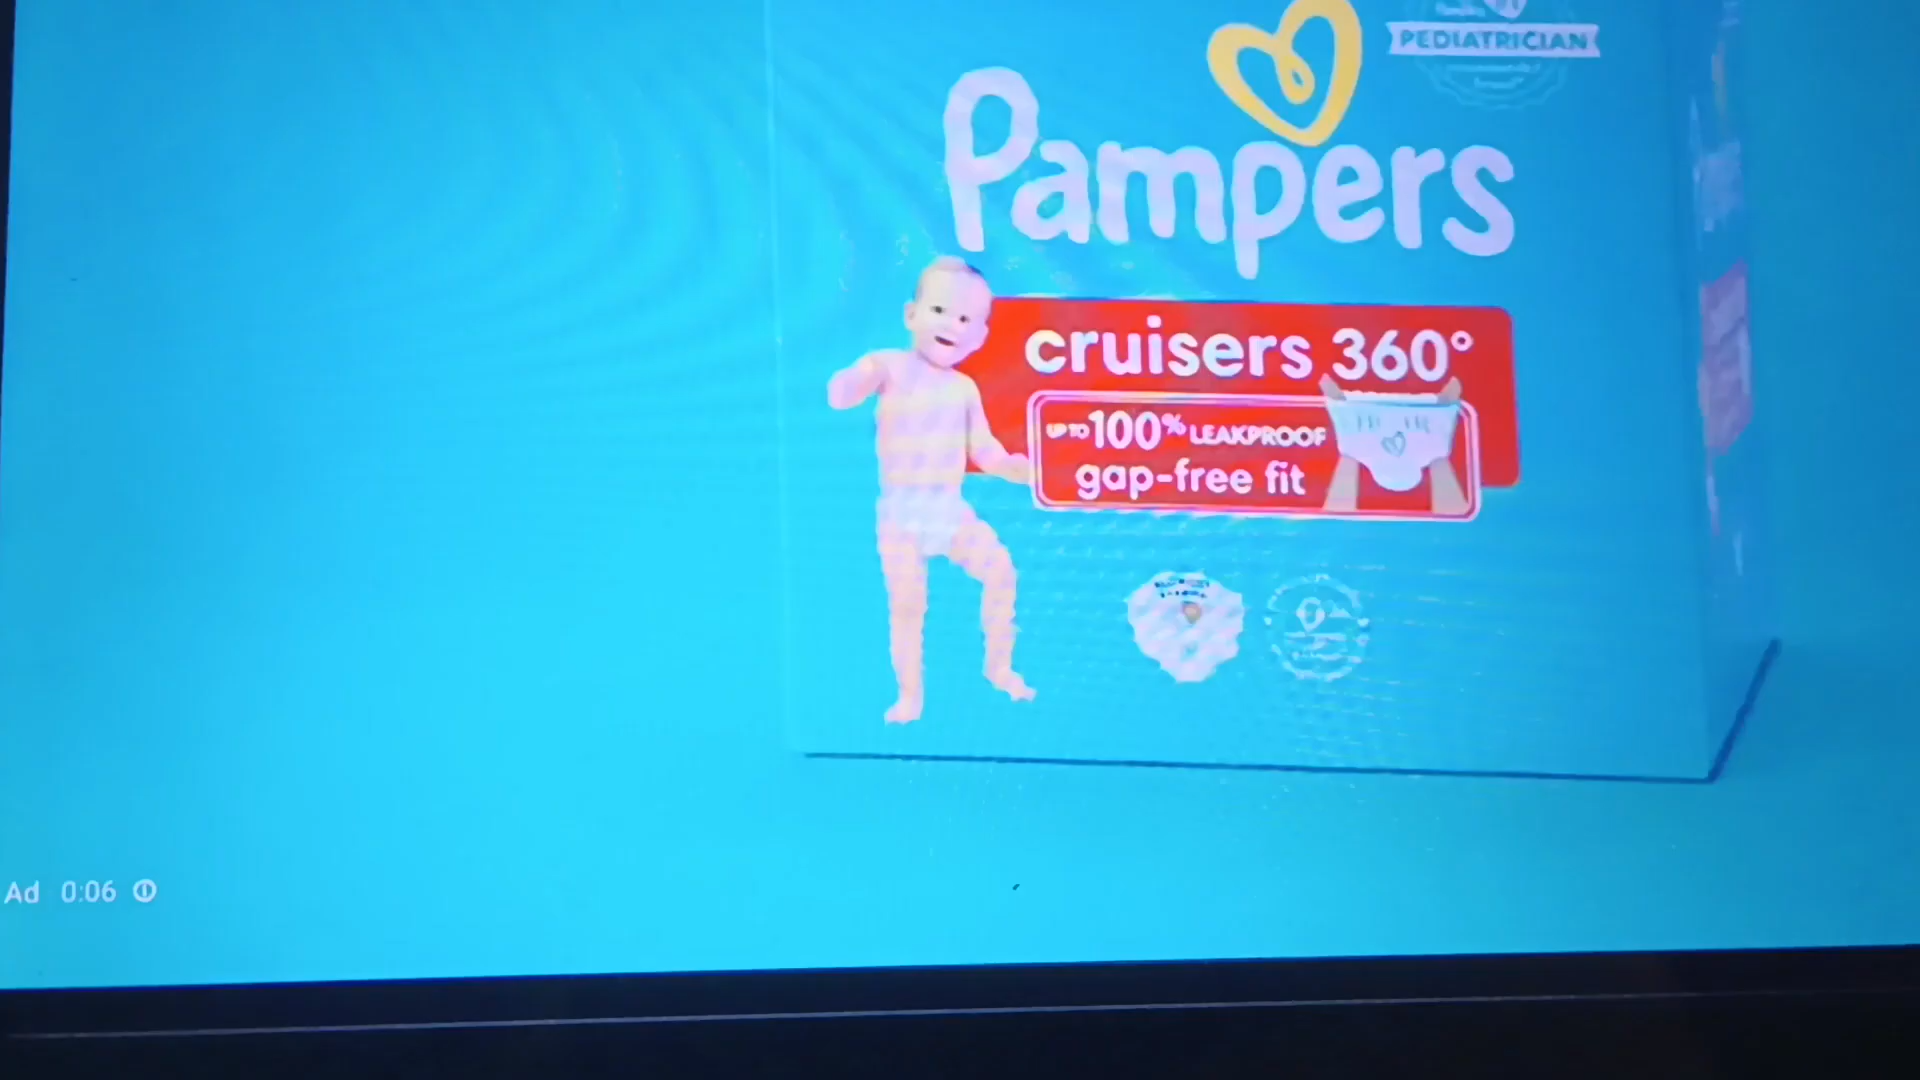 PEDIATRICIAN
Pampers
cruisers 360°
UP TO 100% LEAKPROOF
gap-free fit
Ad 0:06